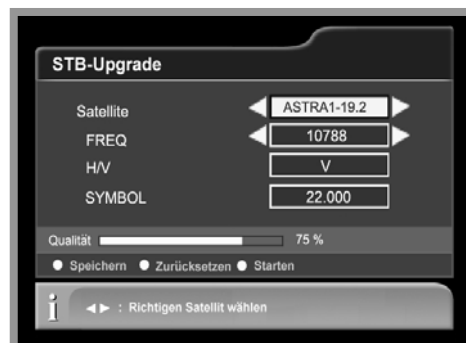 STB-Upgrade
Satellite ASTRA1-19.2
FREQ 10788
H/V V
SYMBOL 22.000
Qualität 75 %
Speichern Zurücksetzen Starten
i ◄► : Richtigen Satellit wählen